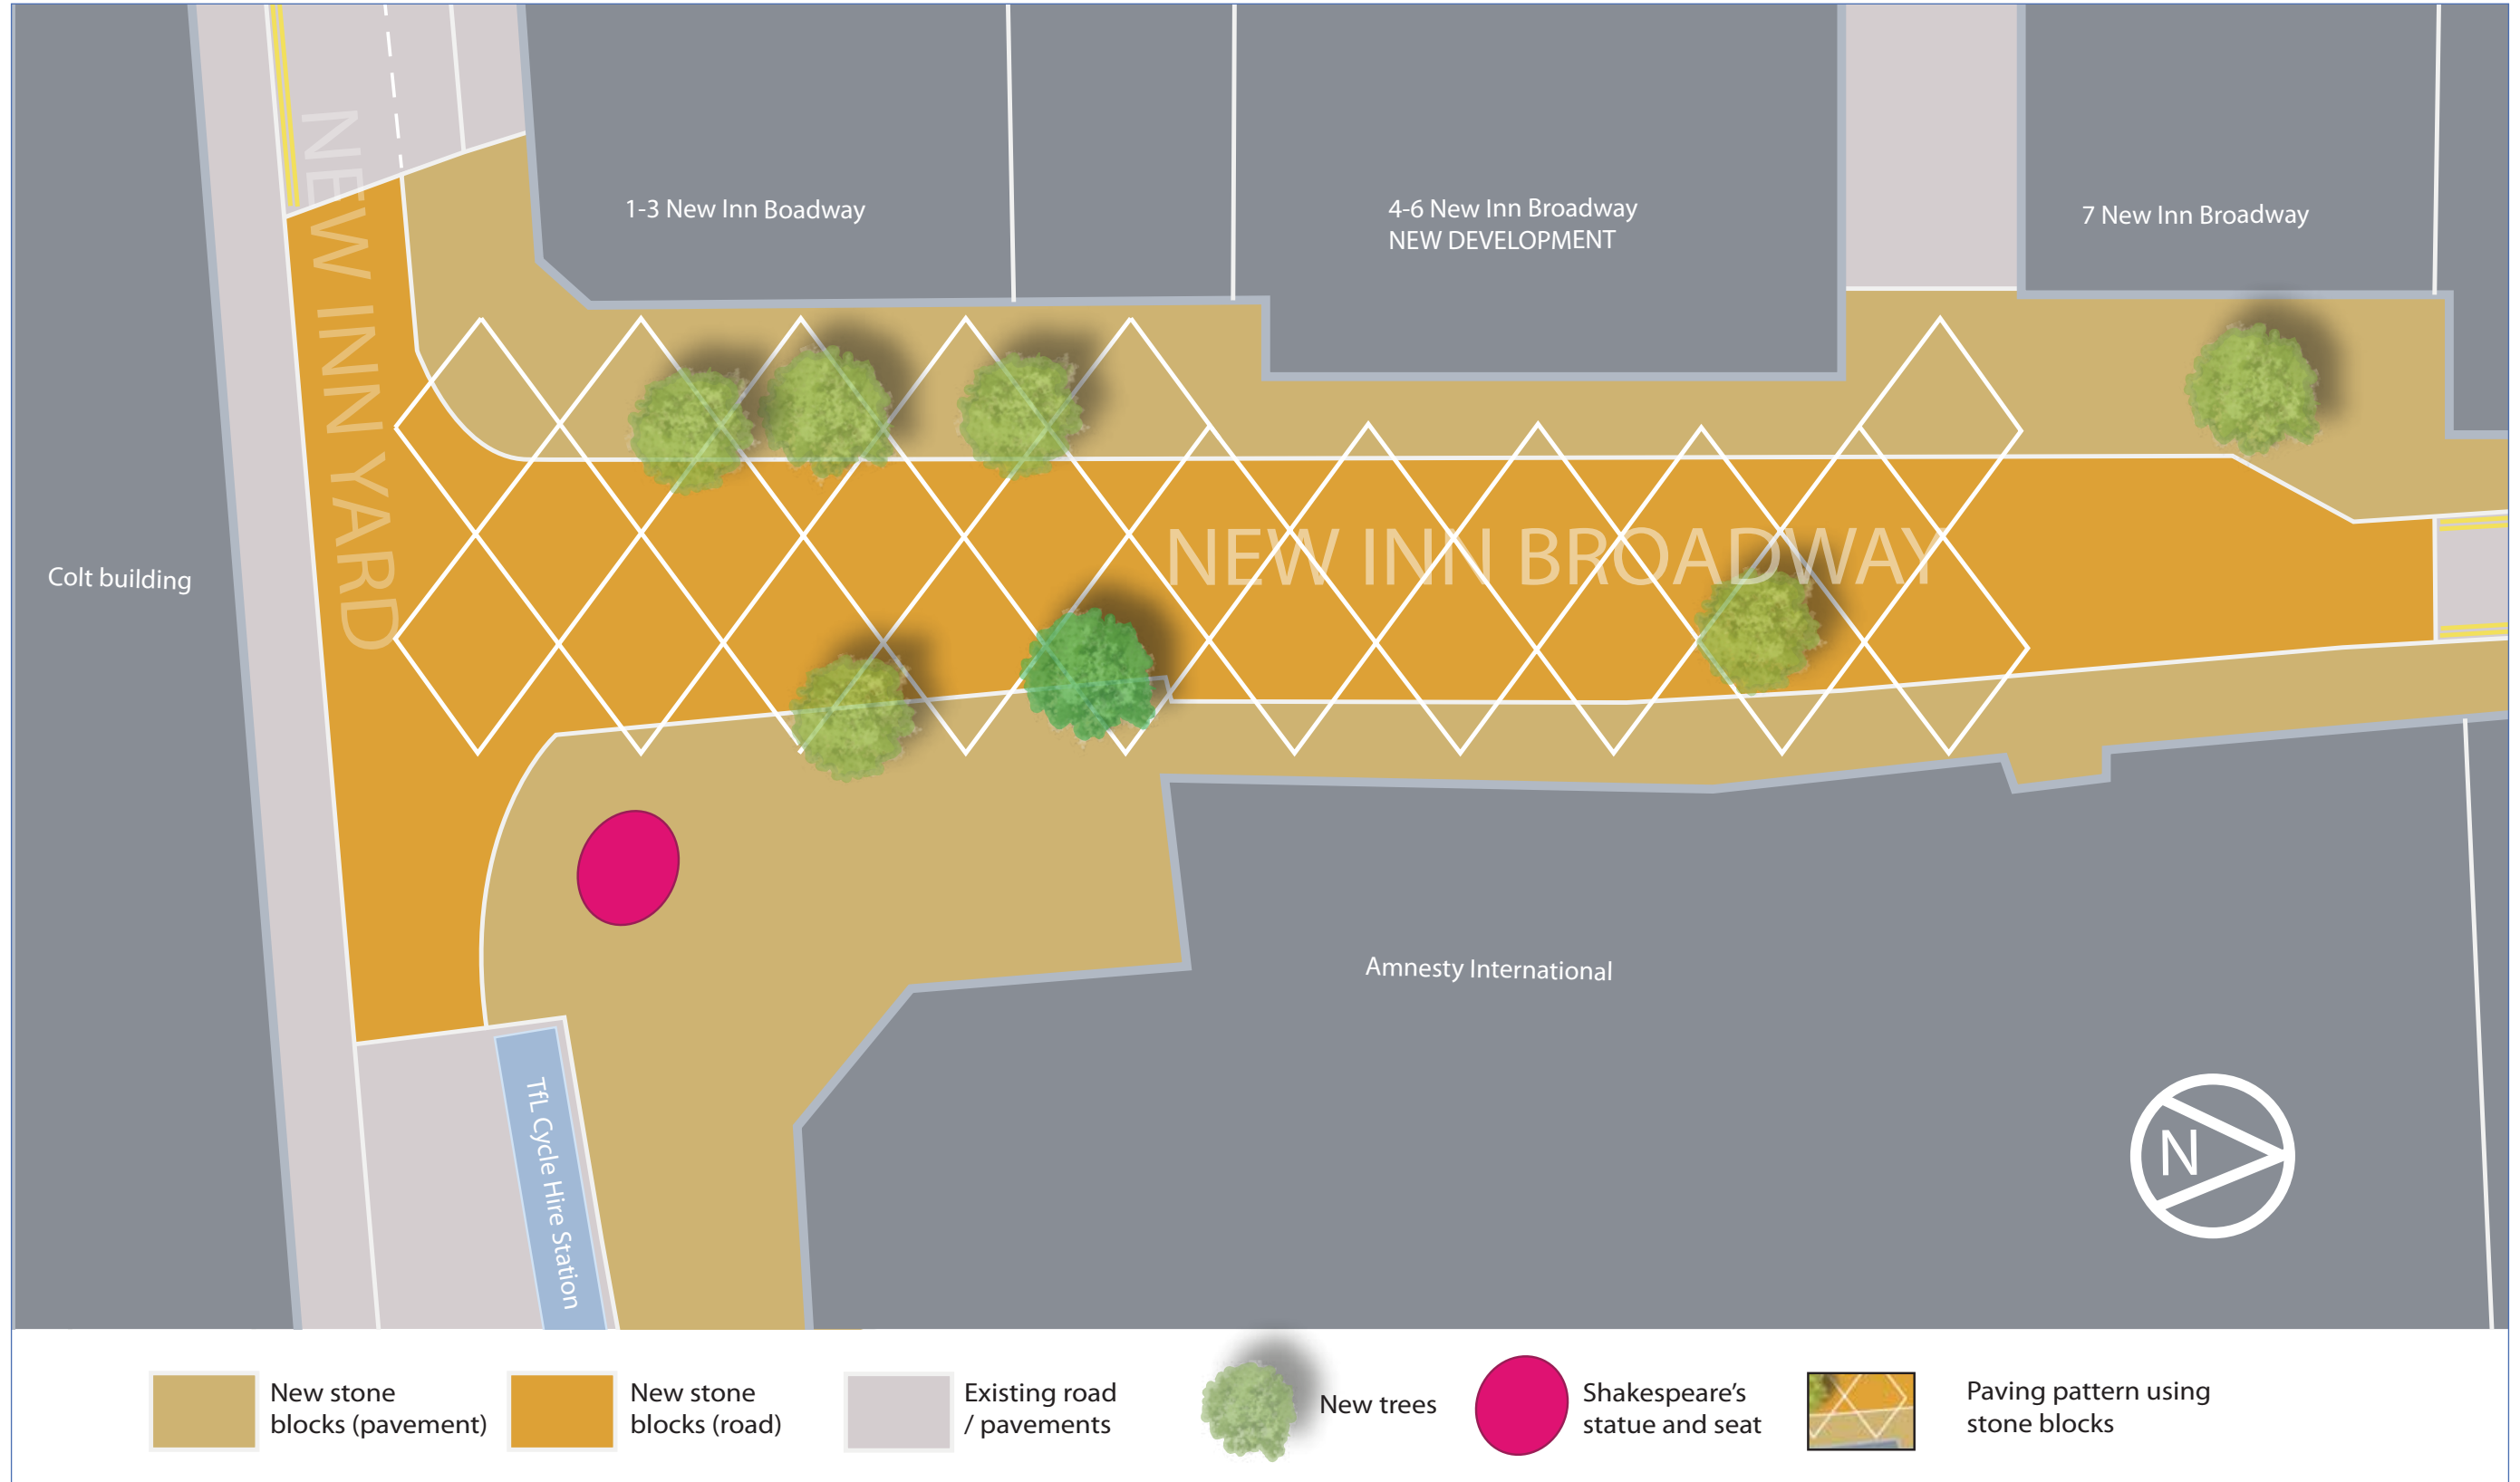 NEW INN YARD
1-3 New Inn Boadway
4-6 New Inn Broadway
NEW DEVELOPMENT
7 New Inn Broadway
Colt building
NEW INN BROADWAY
Amnesty International
TfL Cycle Hire Station
N
New stone
blocks (pavement)
New stone
blocks (road)
Existing road
/ pavements
New trees
Shakespeare's
statue and seat
Paving pattern using
stone blocks